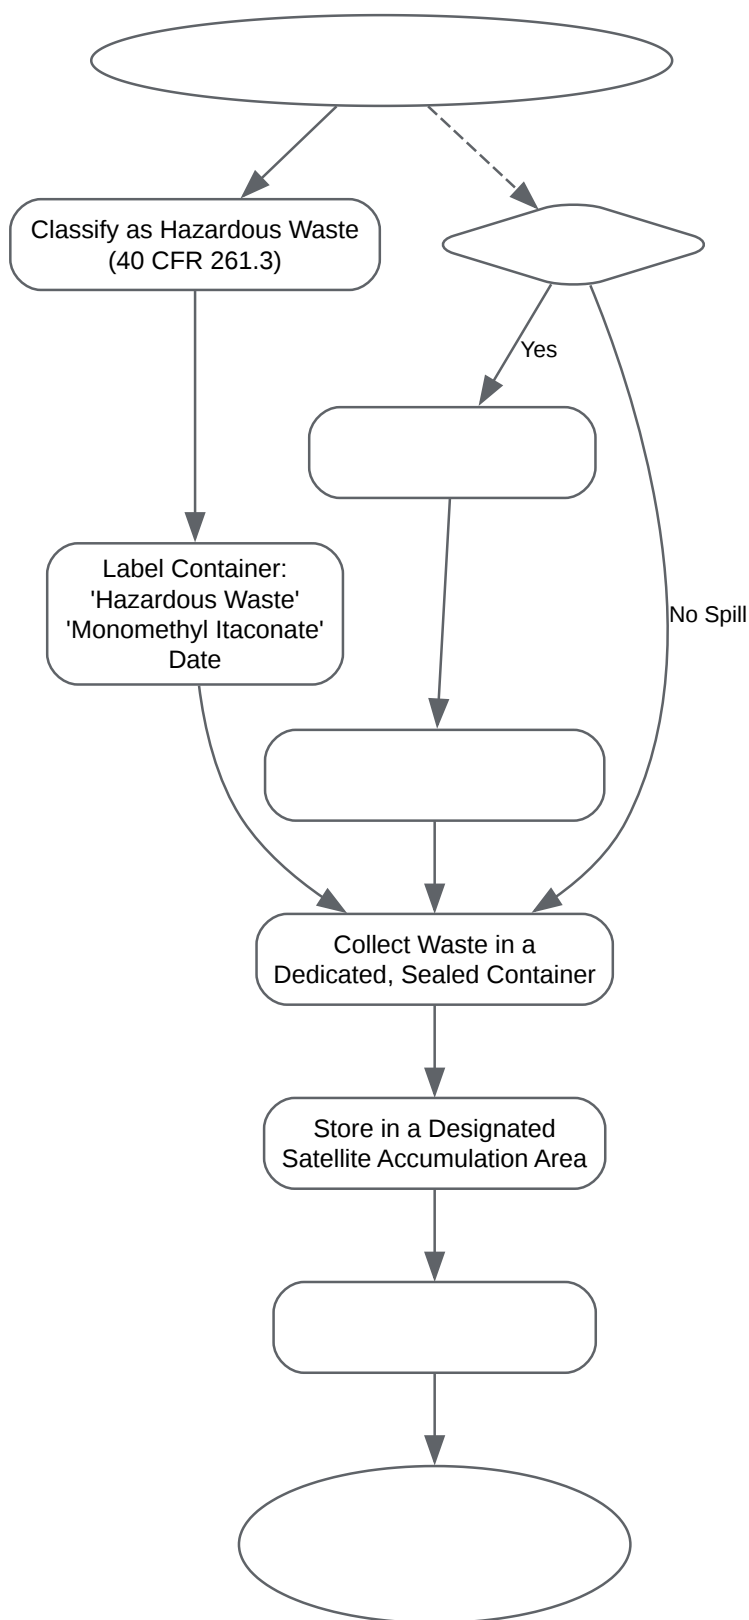 Classify as Hazardous Waste
(40 CFR 261.3)
Yes
Label Container:
'Hazardous Waste'
'Monomethyl Itaconate'
Date
No Spill
Collect Waste in a
Dedicated, Sealed Container
Store in a Designated
Satellite Accumulation Area